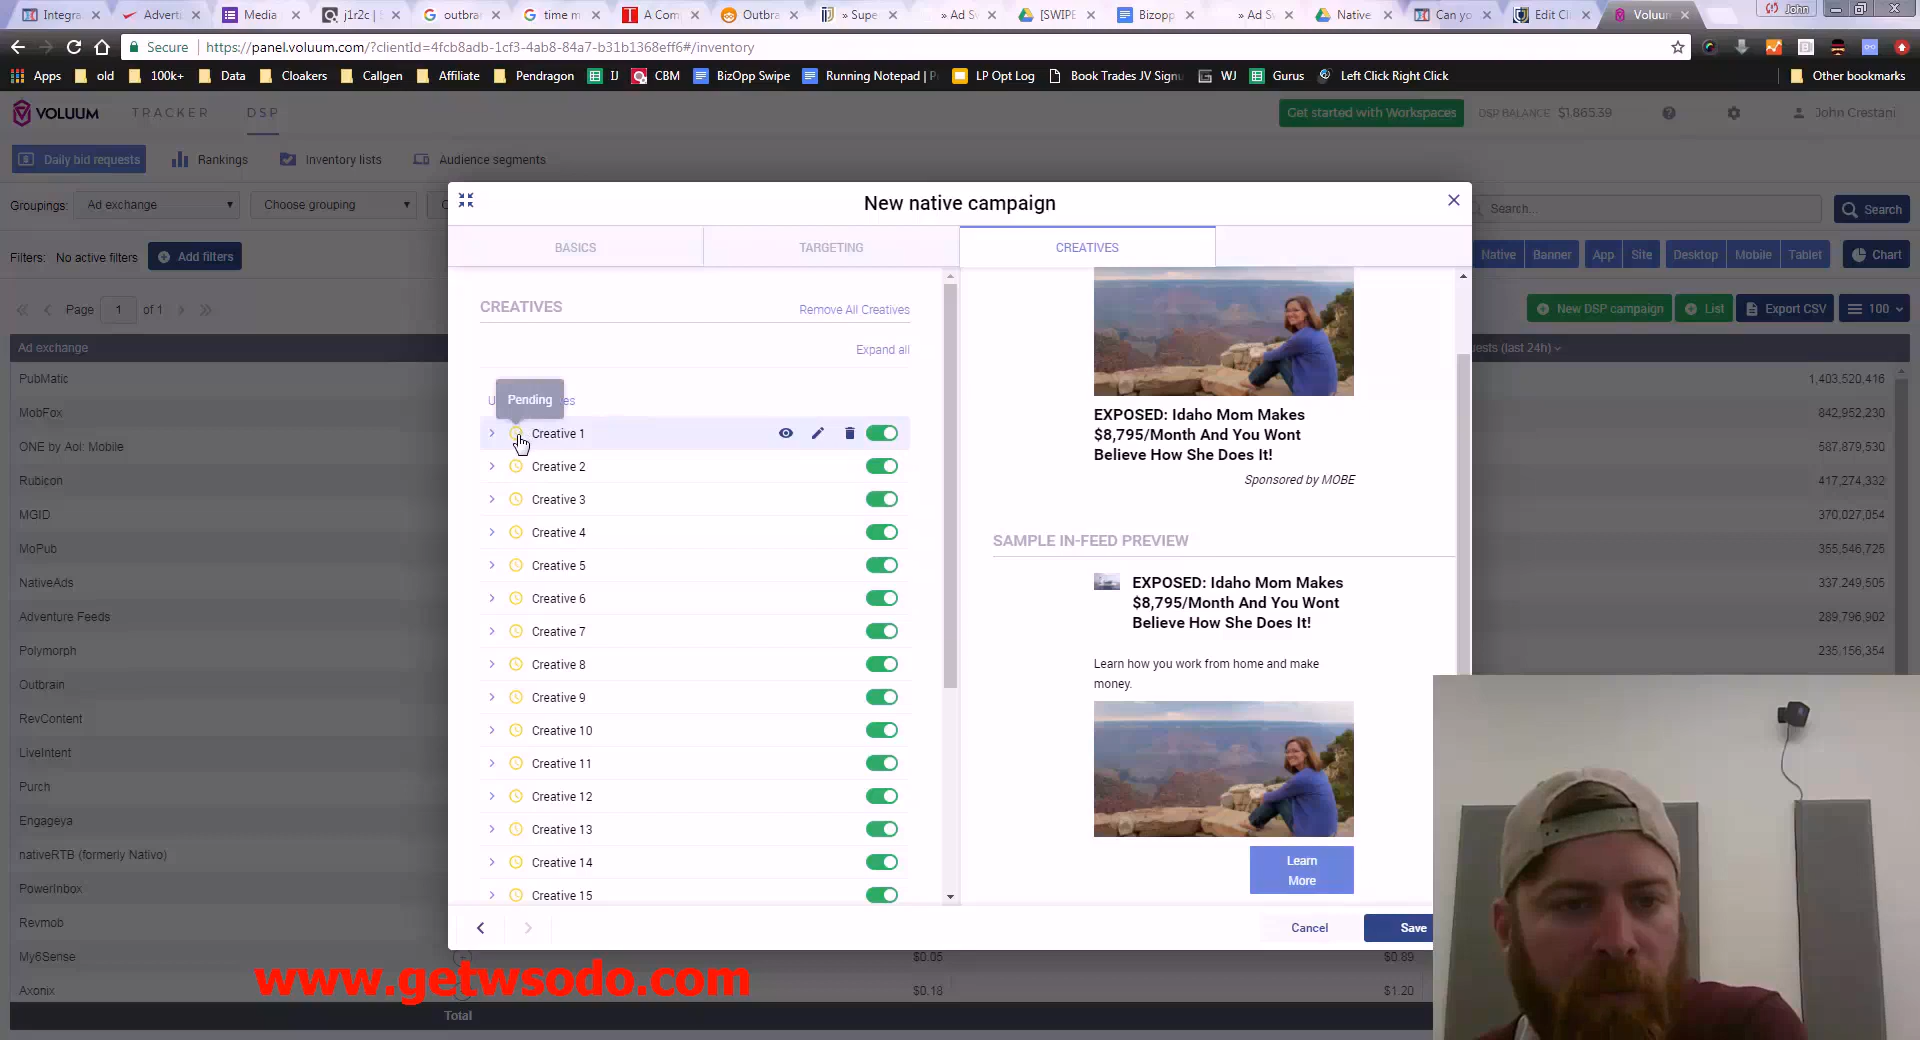 Integra
Advert
Media
j1r2c |
outbra
time m
A Com
Outbra
» Supe
» Ad S
[SWIPE
Bizopp
» Ad S
Native
Can yo
Edit Cl
Voluum
John
Secure
https://panel.voluum.com/?clientId=4fcb8adb-1cf3-4ab8-84a7-b31b1368eff6#/inventory
Apps
old
100k+
Data
Cloakers
Callgen
Affiliate
Pendragon
IJ
CBM
BizOpp Swipe
Running Notepad | P
LP Opt Log
Book Trades JV Signu
WJ
Gurus
Left Click Right Click
Other bookmarks
VOLUUM
TRACKER
DSP
Get started with Workspaces
DSP BALANCE $1,865.39
John Crestani
Daily bid requests
Rankings
Inventory lists
Audience segments
Groupings:
Ad exchange
Choose grouping
Search...
Search
Filters:
No active filters
Add filters
Native
Banner
App
Site
Desktop
Mobile
Tablet
Chart
Page
1
of 1
New DSP campaign
List
Export CSV
100
Ad exchange
ests (last 24h)
PubMatic
1,403,520,416
MobFox
842,952,230
ONE by Aol: Mobile
587,879,530
Rubicon
417,274,332
MGID
370,027,054
MoPub
355,546,725
NativeAds
337,249,505
Adventure Feeds
289,796,902
Polymorph
235,156,354
Outbrain
RevContent
LiveIntent
Purch
Engageya
nativeRTB (formerly Nativo)
PowerInbox
Revmob
My6Sense
$0.05
$0.89
Axonix
$0.18
$1.20
Total
New native campaign
BASICS
TARGETING
CREATIVES
CREATIVES
Remove All Creatives
Expand all
Pending
Creative 1
Creative 2
Creative 3
Creative 4
Creative 5
Creative 6
Creative 7
Creative 8
Creative 9
Creative 10
Creative 11
Creative 12
Creative 13
Creative 14
Creative 15
EXPOSED: Idaho Mom Makes
$8,795/Month And You Wont
Believe How She Does It!
Sponsored by MOBE
SAMPLE IN-FEED PREVIEW
EXPOSED: Idaho Mom Makes
$8,795/Month And You Wont
Believe How She Does It!
Learn how you work from home and make
money.
Learn
More
Cancel
Save
www.getwsodo.com